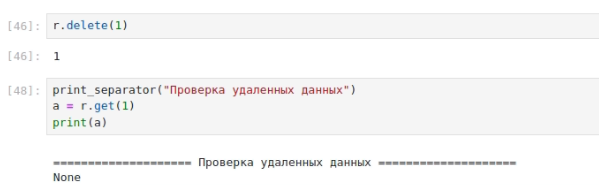 [46]: r.delete(1)
[46]: 1
[48]: print_separator("Проверка удаленных данных")
a = r.get(1)
print(a)
==================== Проверка удаленных данных ====================
None